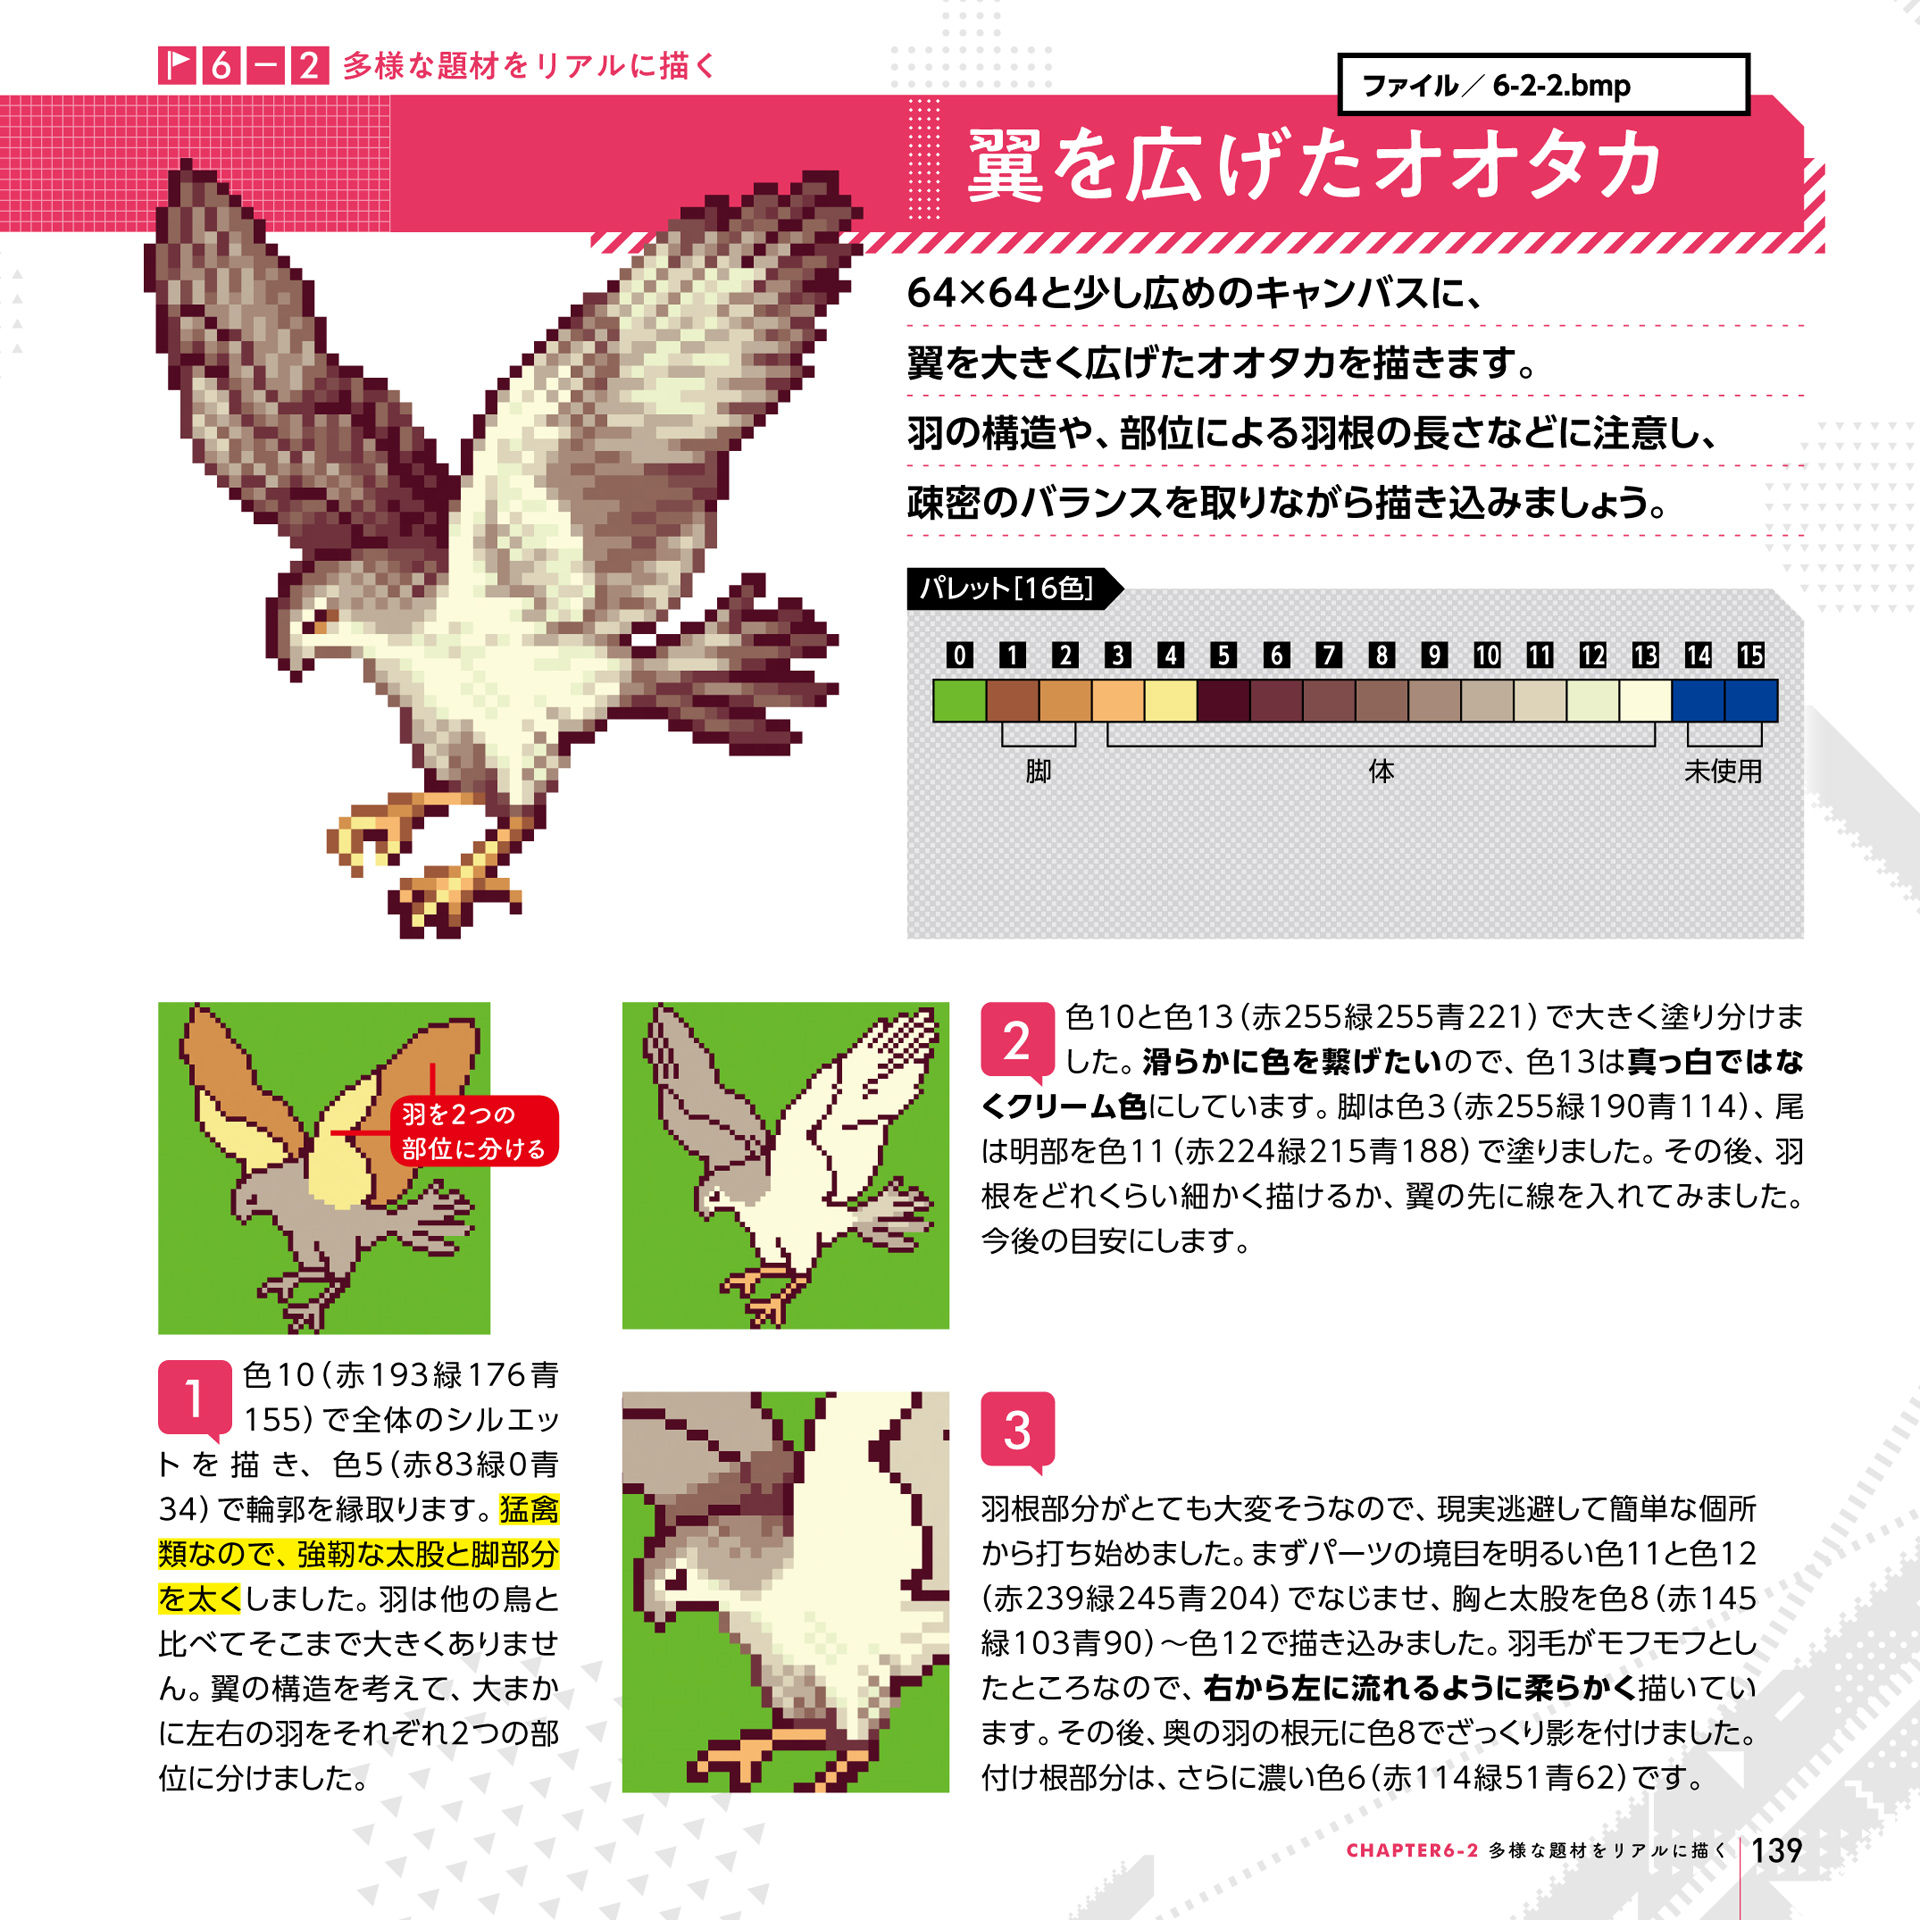 6-2 多様な題材をリアルに描く
ファイル／ 6-2-2.bmp
翼を広げたオオタカ
64×64と少し広めのキャンバスに、
翼を大きく広げたオオタカを描きます。
羽の構造や、部位による羽根の長さなどに注意し、
疎密のバランスを取りながら描き込みましょう。
パレット[16色]
0 1 2 3 4 5 6 7 8 9 10 11 12 13 14 15
脚 体 未使用
羽を2つの
部位に分ける
1 色10（赤193緑176青
155）で全体のシルエッ
トを描き、色5（赤83緑0青
34）で輪郭を縁取ります。猛禽
類なので、強靭な太股と脚部分
を太くしました。羽は他の鳥と
比べてそこまで大きくありませ
ん。翼の構造を考えて、大まか
に左右の羽をそれぞれ2つの部
位に分けました。
2 色10と色13（赤255緑255青221）で大きく塗り分けま
した。滑らかに色を繋げたいので、色13は真っ白ではな
くクリーム色にしています。脚は色3（赤255緑190青114）、尾
は明部を色11（赤224緑215青188）で塗りました。その後、羽
根をどれくらい細かく描けるか、翼の先に線を入れてみました。
今後の目安にします。
3
羽根部分がとても大変そうなので、現実逃避して簡単な個所
から打ち始めました。まずパーツの境目を明るい色11と色12
（赤239緑245青204）でなじませ、胸と太股を色8（赤145
緑103青90）～色12で描き込みました。羽毛がモフモフとし
たところなので、右から左に流れるように柔らかく描いてい
ます。その後、奥の羽の根元に色8でざっくり影を付けました。
付け根部分は、さらに濃い色6（赤114緑51青62）です。
CHAPTER6-2 多様な題材をリアルに描く 139